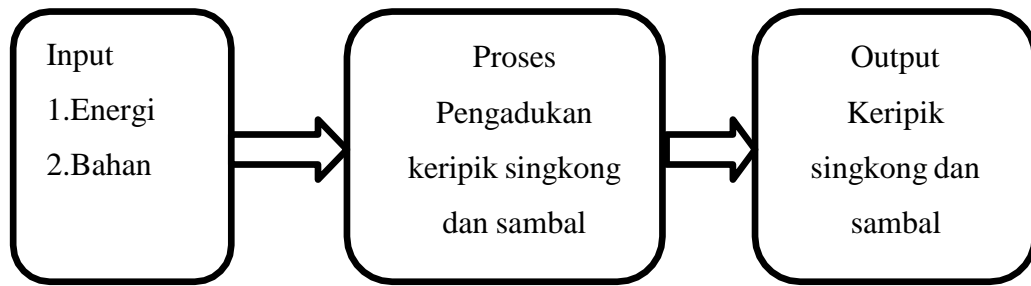 Input
1.Energi
2.Bahan
Proses
Pengadukan
keripik singkong
dan sambal
Output
Keripik
singkong dan
sambal